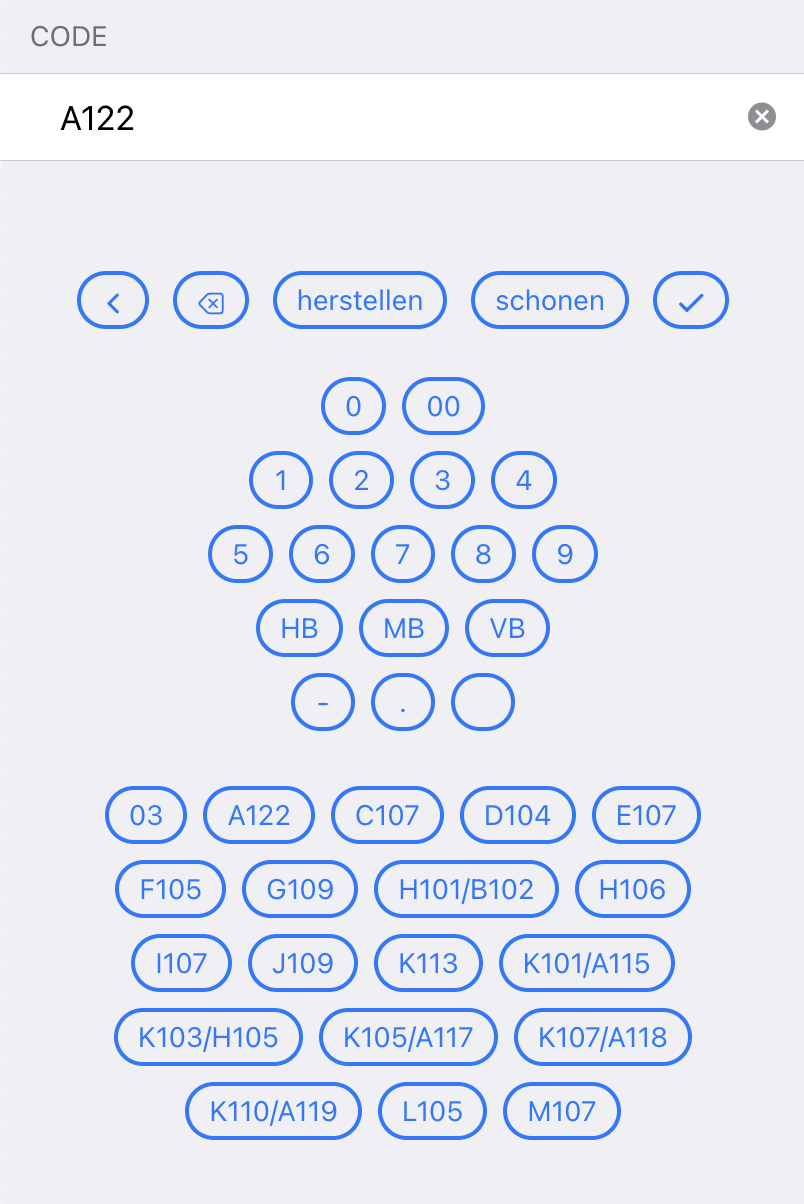 CODE
A122
herstellen schonen
0 00
1 2 3 4
5 6 7 8 9
HB MB VB
- .
03 A122 C107 D104 E107
F105 G109 H101/B102 H106
I107 J109 K113 K101/A115
K103/H105 K105/A117 K107/A118
K110/A119 L105 M107